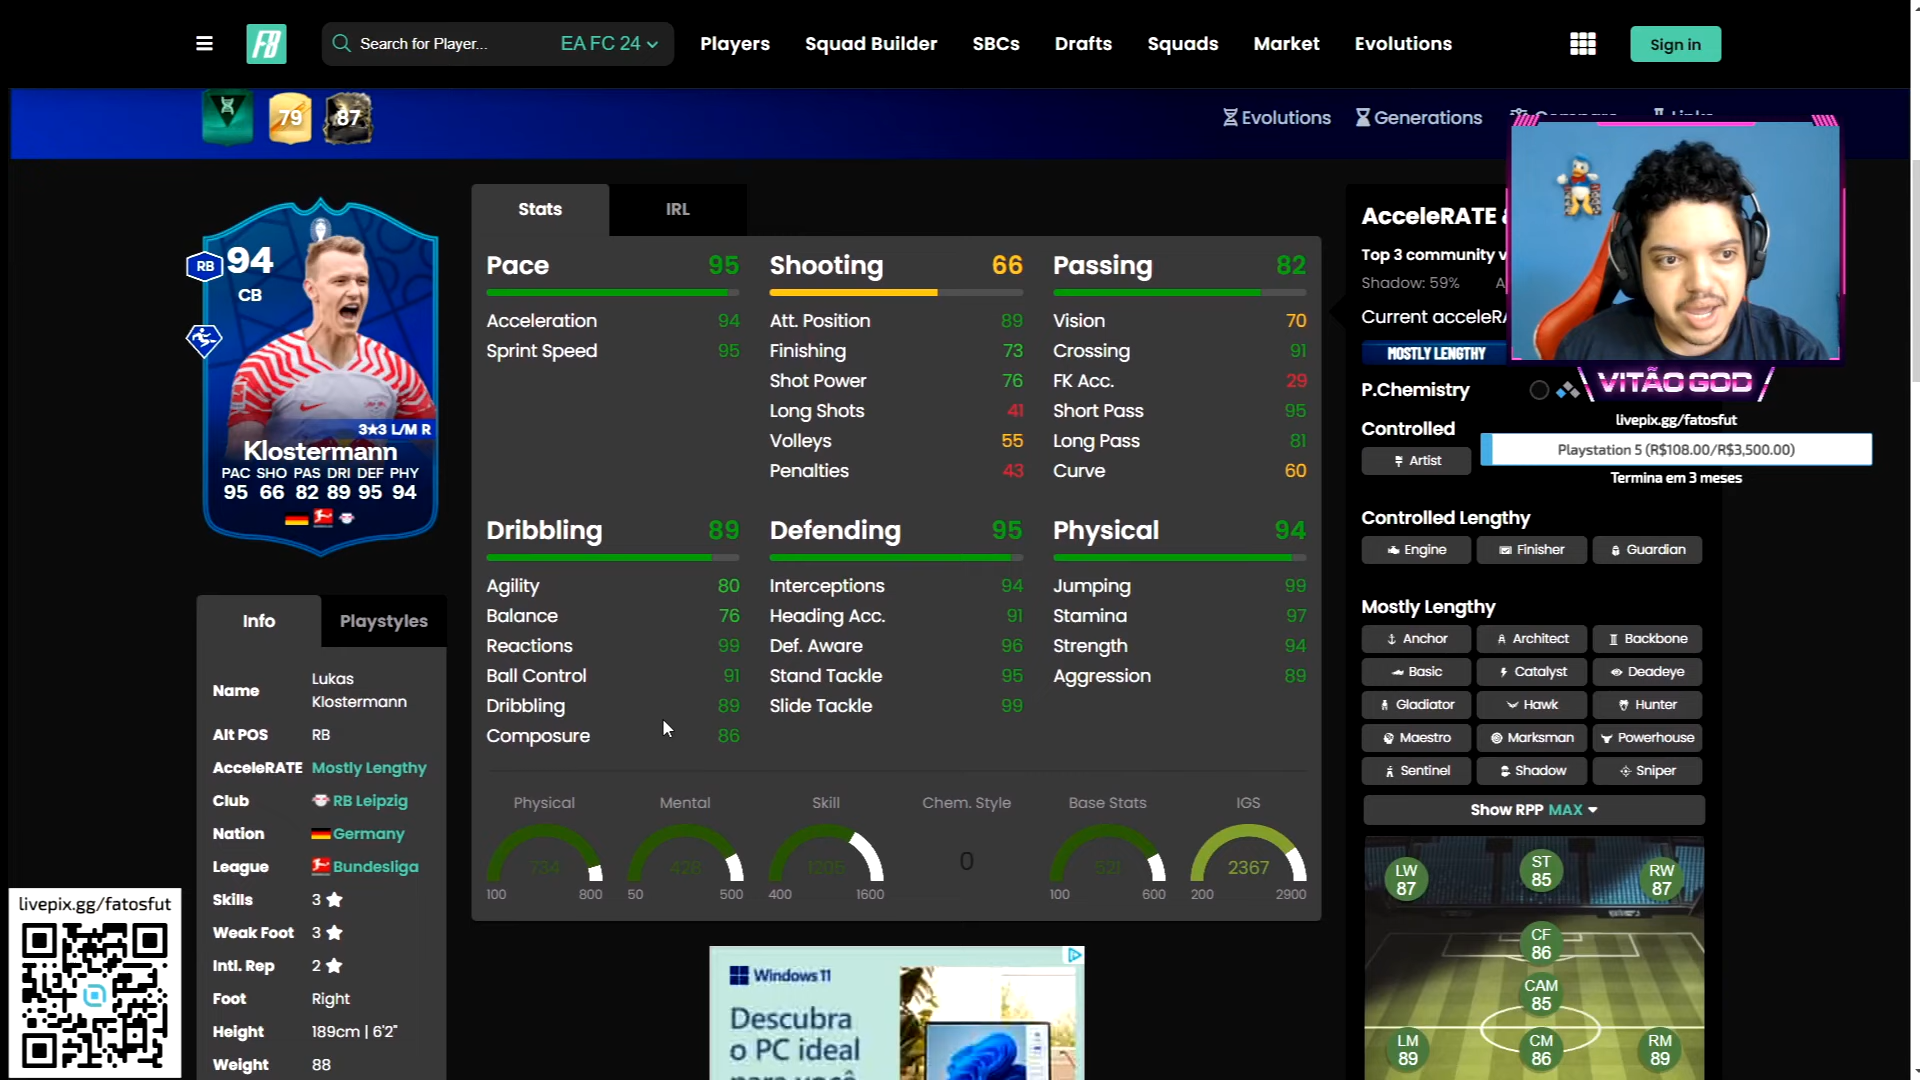 Search for Player...
EA FC 24
Players
Squad Builder
SBCs
Drafts
Squads
Market
Evolutions
Sign in
79
87
Evolutions
Generations
94
RB
CB
3★3 L/M R
Klostermann
PAC SHO PAS DRI DEF PHY
95 66 82 89 95 94
Stats
IRL
Pace 95
Acceleration 94
Sprint Speed 95
Shooting 66
Att. Position 89
Finishing 73
Shot Power 76
Long Shots 41
Volleys 55
Penalties 43
Passing 82
Vision 70
Crossing 91
FK Acc. 29
Short Pass 95
Long Pass 81
Curve 60
Dribbling 89
Agility 80
Balance 76
Reactions 99
Ball Control 91
Dribbling 89
Composure 86
Defending 95
Interceptions 94
Heading Acc. 91
Def. Aware 96
Stand Tackle 95
Slide Tackle 99
Physical 94
Jumping 99
Stamina 97
Strength 94
Aggression 89
Physical
734
100 800
Mental
428
50 500
Skill
1205
400 1600
Chem. Style
0
Base Stats
521
100 600
IGS
2367
200 2900
Info
Playstyles
Name Lukas
Klostermann
Alt POS RB
AcceleRATE Mostly Lengthy
Club RB Leipzig
Nation Germany
League Bundesliga
Skills 3
Weak Foot 3
Intl. Rep 2
Foot Right
Height 189cm | 6'2"
Weight 88
AcceleRATE &
Top 3 community
Shadow: 59%
Current
MOSTLY LENGTHY
P.Chemistry
Controlled
Artist
Controlled Lengthy
Engine
Finisher
Guardian
Mostly Lengthy
Anchor
Architect
Backbone
Basic
Catalyst
Deadeye
Gladiator
Hawk
Hunter
Maestro
Marksman
Powerhouse
Sentinel
Shadow
Sniper
Show RPP MAX
LW
87
ST
85
RW
87
CF
86
CAM
85
LM
89
CM
86
RM
89
VITÃO GOD
livepix.gg/fatosfut
Playstation 5 (R$108.00/R$3,500.00)
Termina em 3 meses
livepix.gg/fatosfut
Windows 11
Descubra
o PC ideal